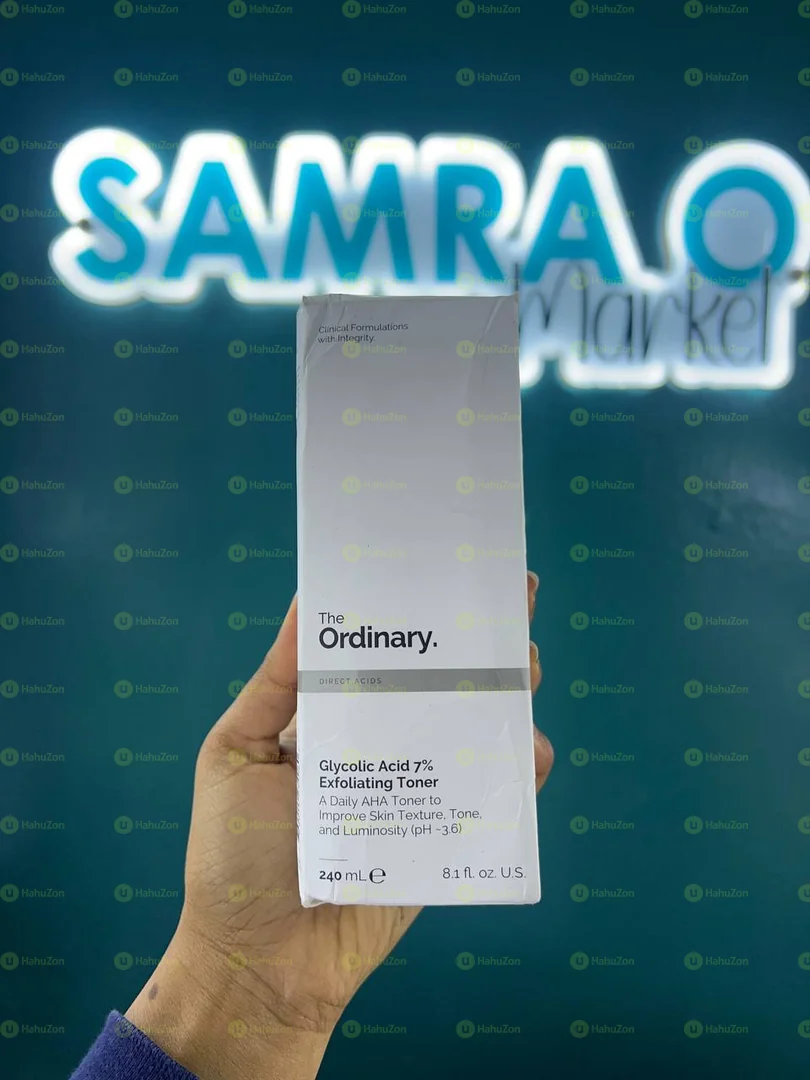 SAMRA O
Market
Clinical Formulations
with Integrity.
The
Ordinary.
DIRECT ACIDS
Glycolic Acid 7%
Exfoliating Toner
A Daily AHA Toner to
Improve Skin Texture, Tone,
and Luminosity (pH ~3.6)
240 mL ℮ 8.1 fl. oz. U.S.
HahuZon